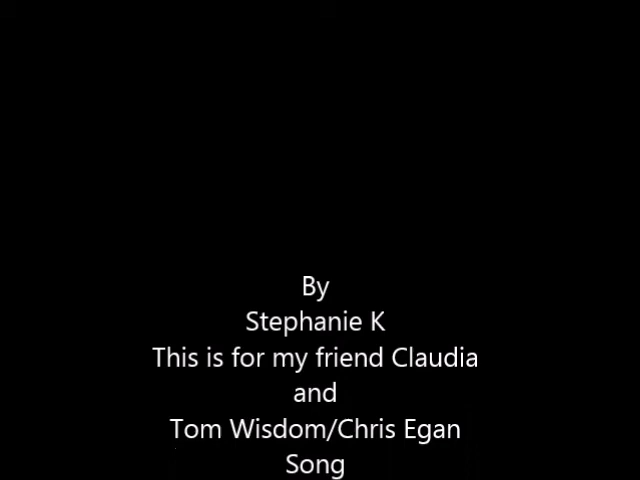 By
Stephanie K
This is for my friend Claudia
and
Tom Wisdom/Chris Egan
Song